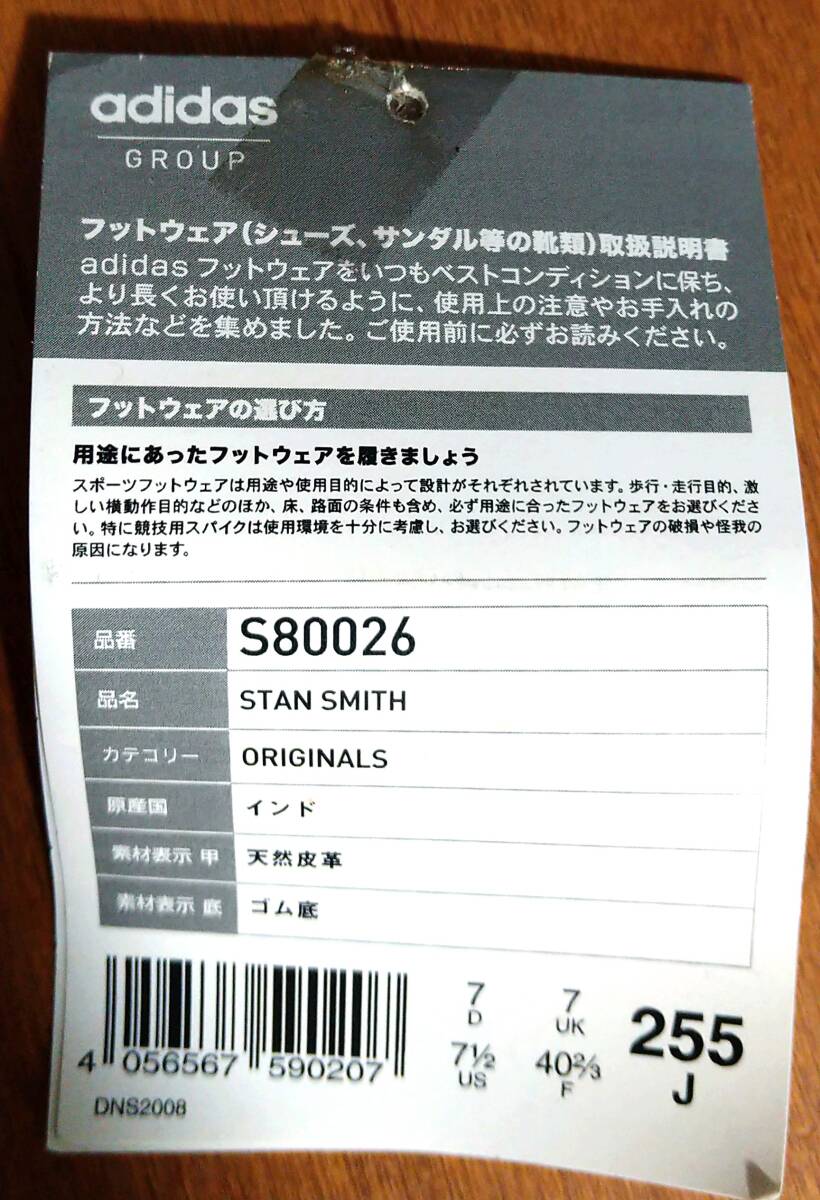 adidas
GROUP
フットウェア(シューズ、サンダル等の靴類)取扱説明書
adidas フットウェアをいつもベストコンディションに保ち、
より長くお使い頂けるように、使用上の注意やお手入れの
方法などを集めました。ご使用前に必ずお読みください。
フットウェアの選び方
用途にあったフットウェアを履きましょう
スポーツフットウェアは用途や使用目的によって設計がそれぞれされています。歩行・走行目的、激
しい横動作目的などのほか、床、路面の条件も含め、必ず用途に合ったフットウェアをお選びくださ
い。特に競技用スパイクは使用環境を十分に考慮し、お選びください。フットウェアの破損や怪我の
原因になります。
品番 S80026
品名 STAN SMITH
カテゴリー ORIGINALS
原産国 インド
素材表示 甲 天然皮革
素材表示 底 ゴム底
7 7 255
D UK J
7½ 40⅔
US F
4 056567 590207
DNS2008